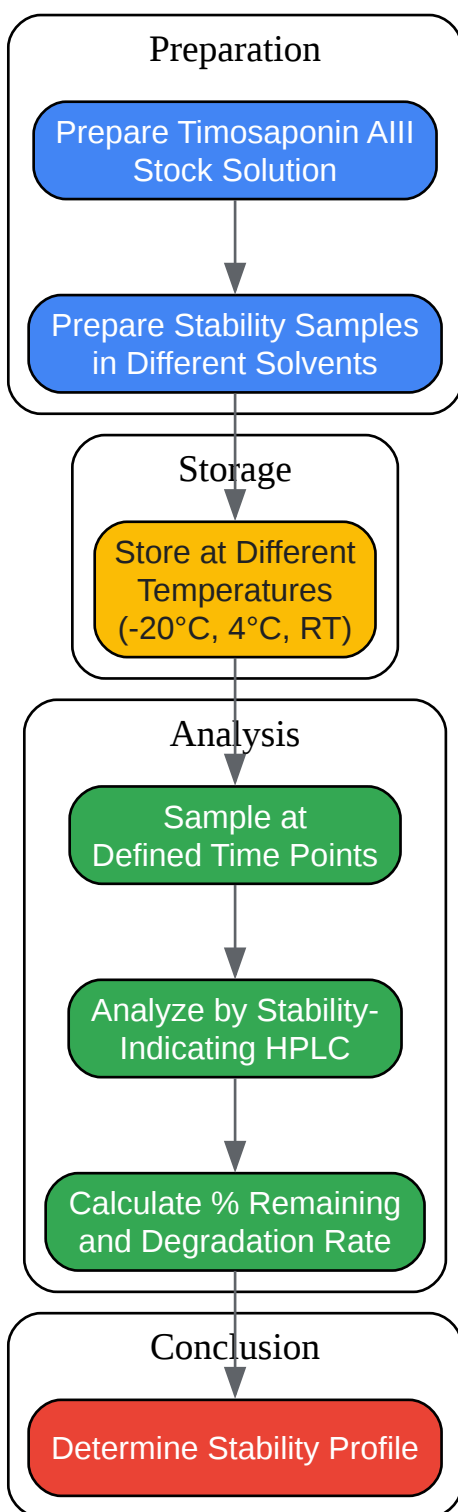 Preparation
Prepare Timosaponin AIII
Stock Solution
Prepare Stability Samples
in Different Solvents
Storage
Store at Different
Temperatures
(-20°C, 4°C, RT)
Analysis
Sample at
Defined Time Points
Analyze by Stability-
Indicating HPLC
Calculate % Remaining
and Degradation Rate
Conclusion
Determine Stability Profile